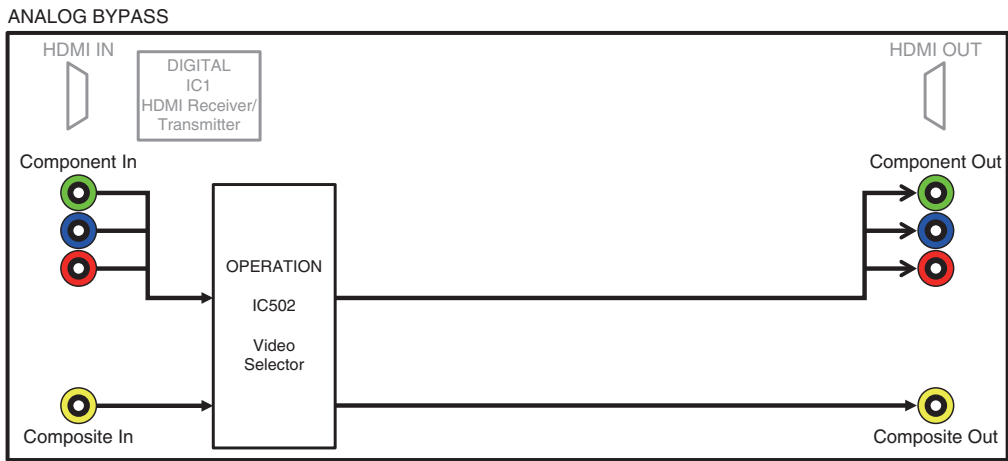 ANALOG BYPASS
HDMI IN
HDMI OUT
DIGITAL
IC1
HDMI Receiver/
Transmitter
Component In
Component Out
OPERATION
IC502
Video
Selector
Composite In
Composite Out